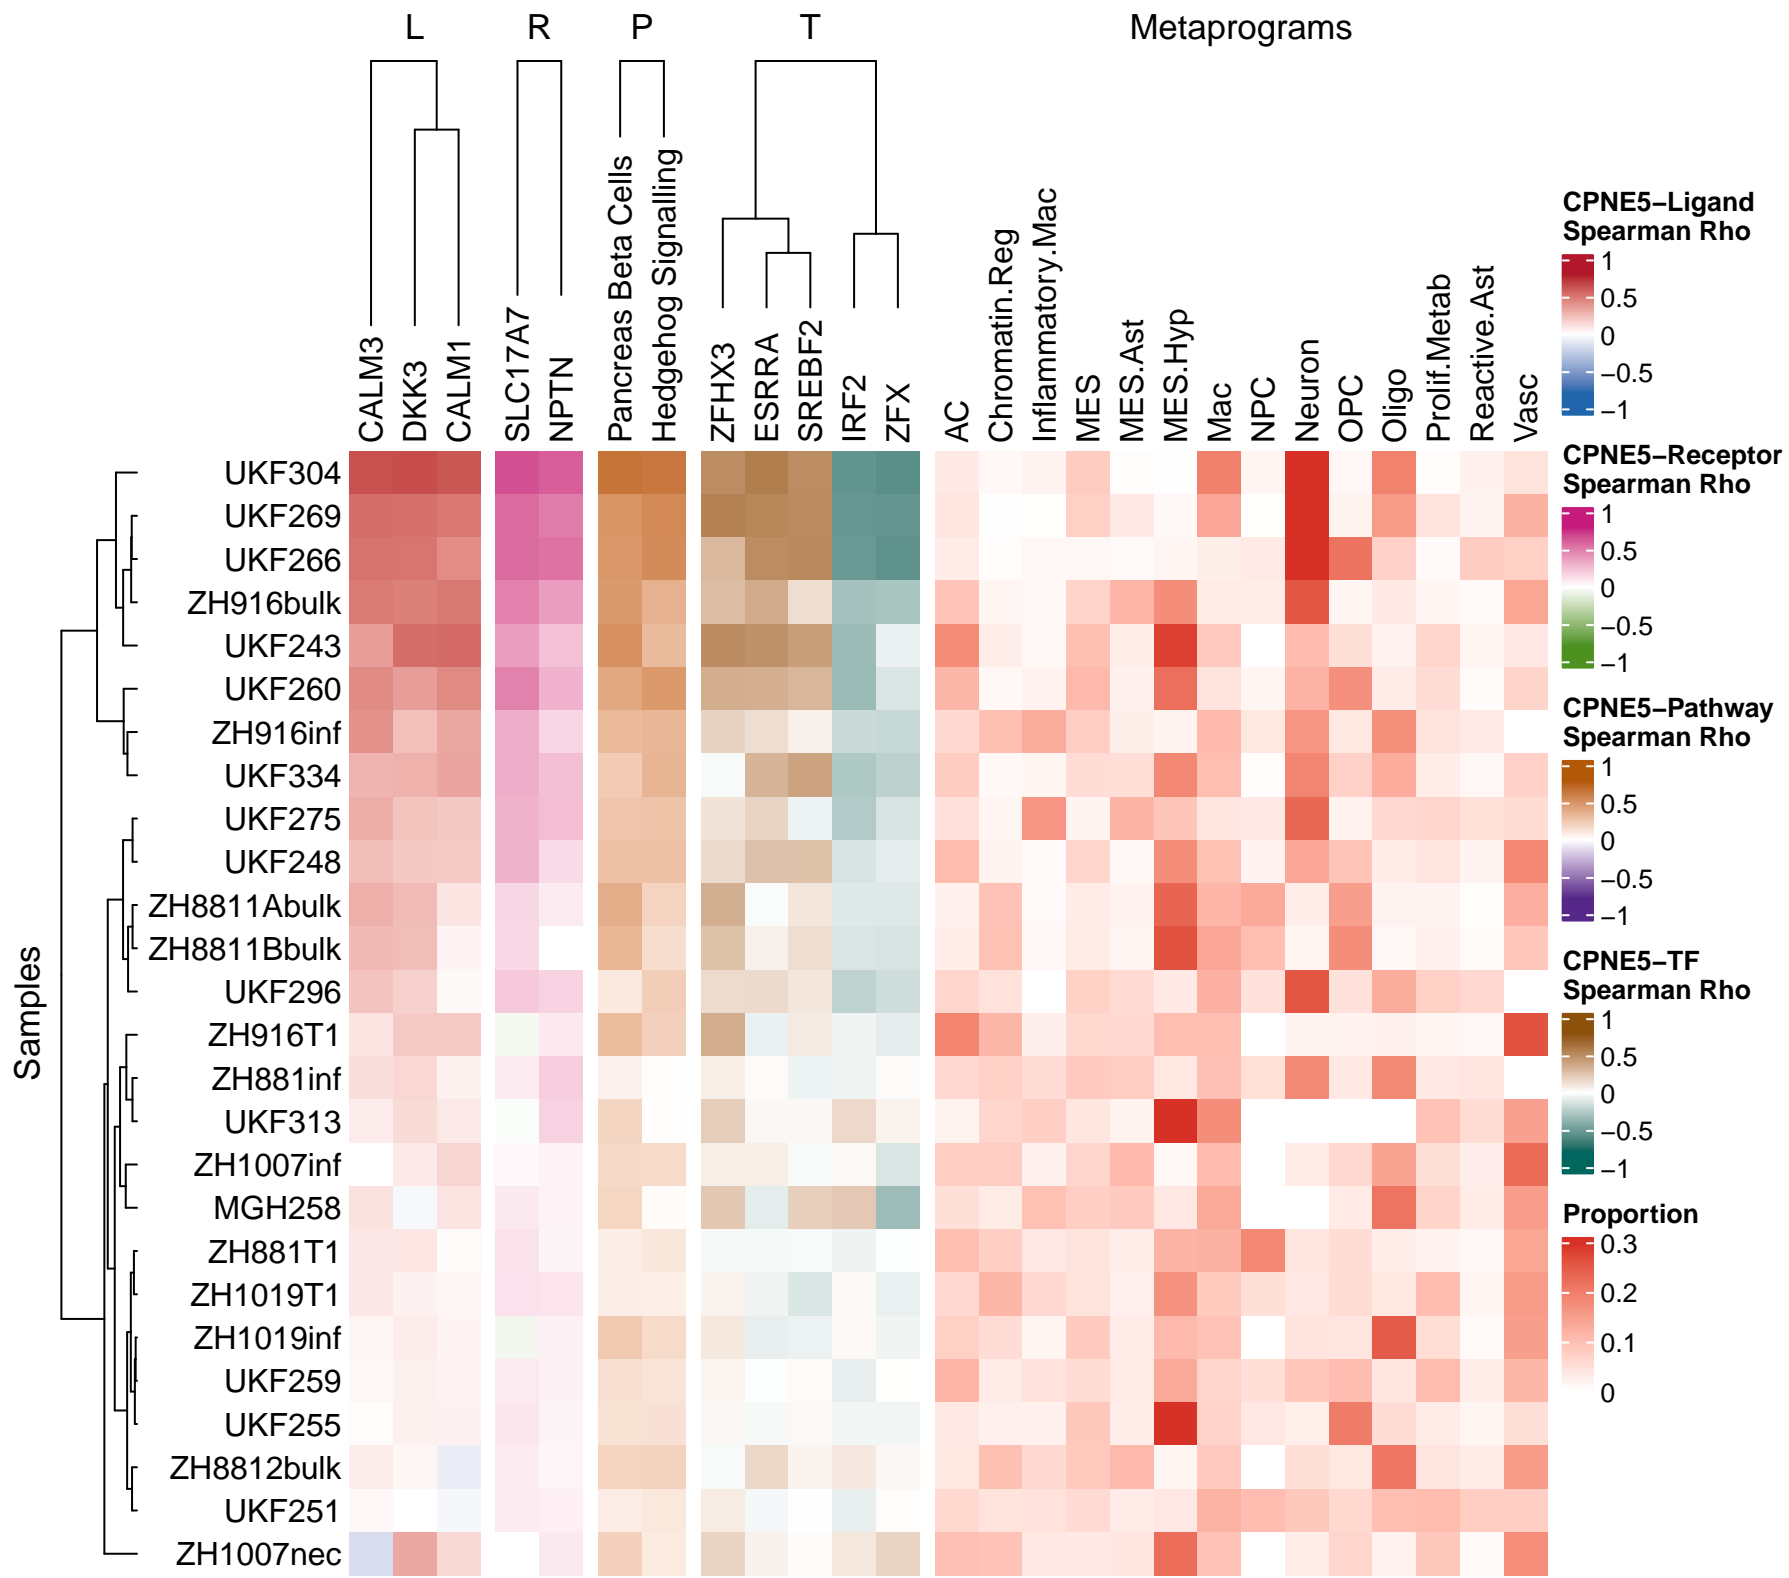 L
R
P
T
Metaprograms
CALM3
DKK3
CALM1
SLC17A7
NPTN
Pancreas Beta Cells
Hedgehog Signalling
ZFHX3
ESRRA
SREBF2
IRF2
ZFX
AC
Chromatin.Reg
Inflammatory.Mac
MES
MES.Ast
MES.Hyp
Mac
NPC
Neuron
OPC
Oligo
Prolif.Metab
Reactive.Ast
Vasc
Samples
UKF304
UKF269
UKF266
ZH916bulk
UKF243
UKF260
ZH916inf
UKF334
UKF275
UKF248
ZH8811Abulk
ZH8811Bbulk
UKF296
ZH916T1
ZH881inf
UKF313
ZH1007inf
MGH258
ZH881T1
ZH1019T1
ZH1019inf
UKF259
UKF255
ZH8812bulk
UKF251
ZH1007nec
CPNE5−Ligand
Spearman Rho
1
0.5
0
−0.5
−1
CPNE5−Receptor
Spearman Rho
1
0.5
0
−0.5
−1
CPNE5−Pathway
Spearman Rho
1
0.5
0
−0.5
−1
CPNE5−TF
Spearman Rho
1
0.5
0
−0.5
−1
Proportion
0.3
0.2
0.1
0